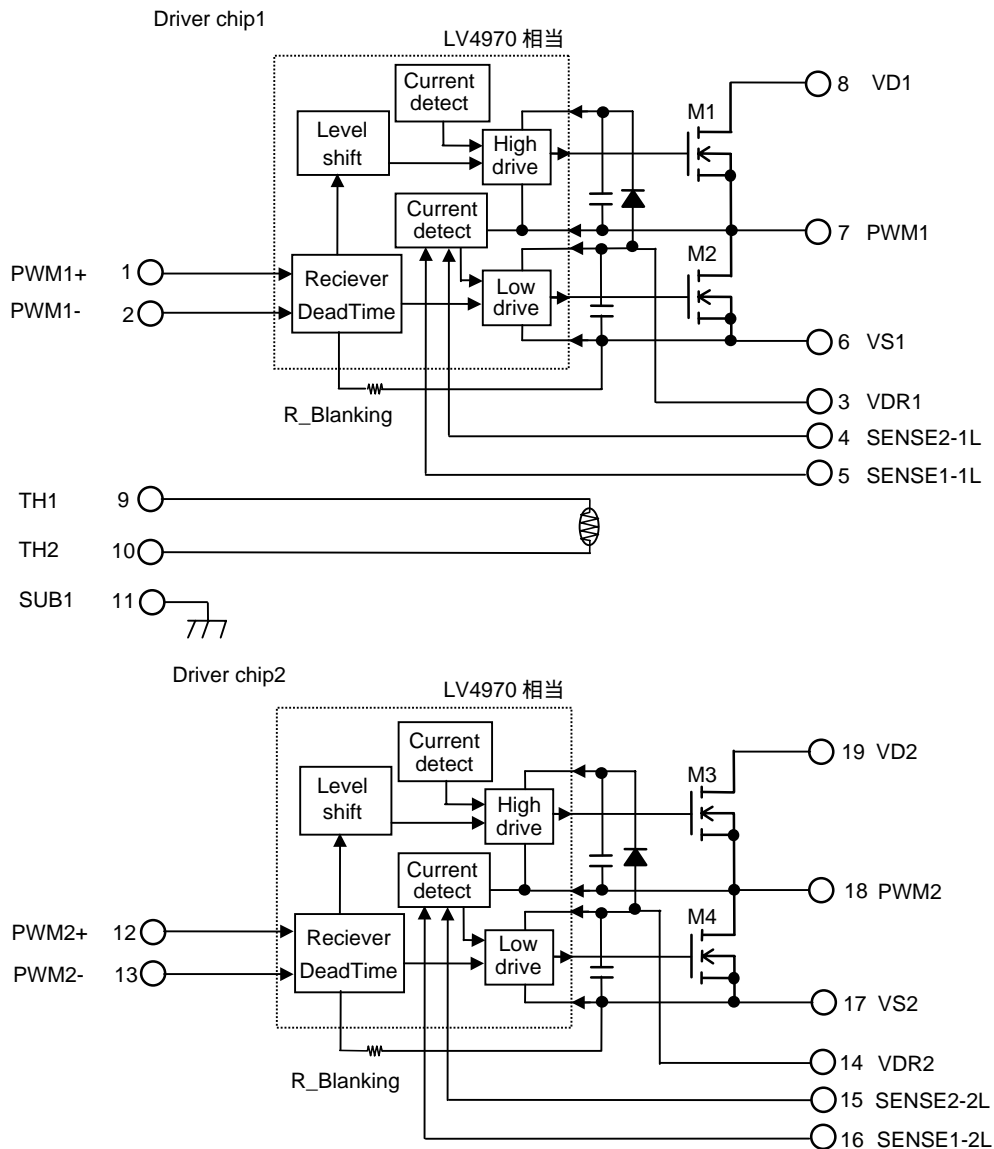 Driver chip1
LV4970 相当
Current
detect
8 VD1
M1
Level
shift
High
drive
Current
detect
7 PWM1
M2
PWM1+ 1
Reciever
DeadTime
Low
drive
PWM1- 2
6 VS1
R_Blanking
3 VDR1
4 SENSE2-1L
5 SENSE1-1L
TH1 9
TH2 10
SUB1 11
Driver chip2
LV4970 相当
Current
detect
19 VD2
M3
Level
shift
High
drive
Current
detect
18 PWM2
M4
PWM2+ 12
Reciever
DeadTime
Low
drive
PWM2- 13
17 VS2
R_Blanking
14 VDR2
15 SENSE2-2L
16 SENSE1-2L